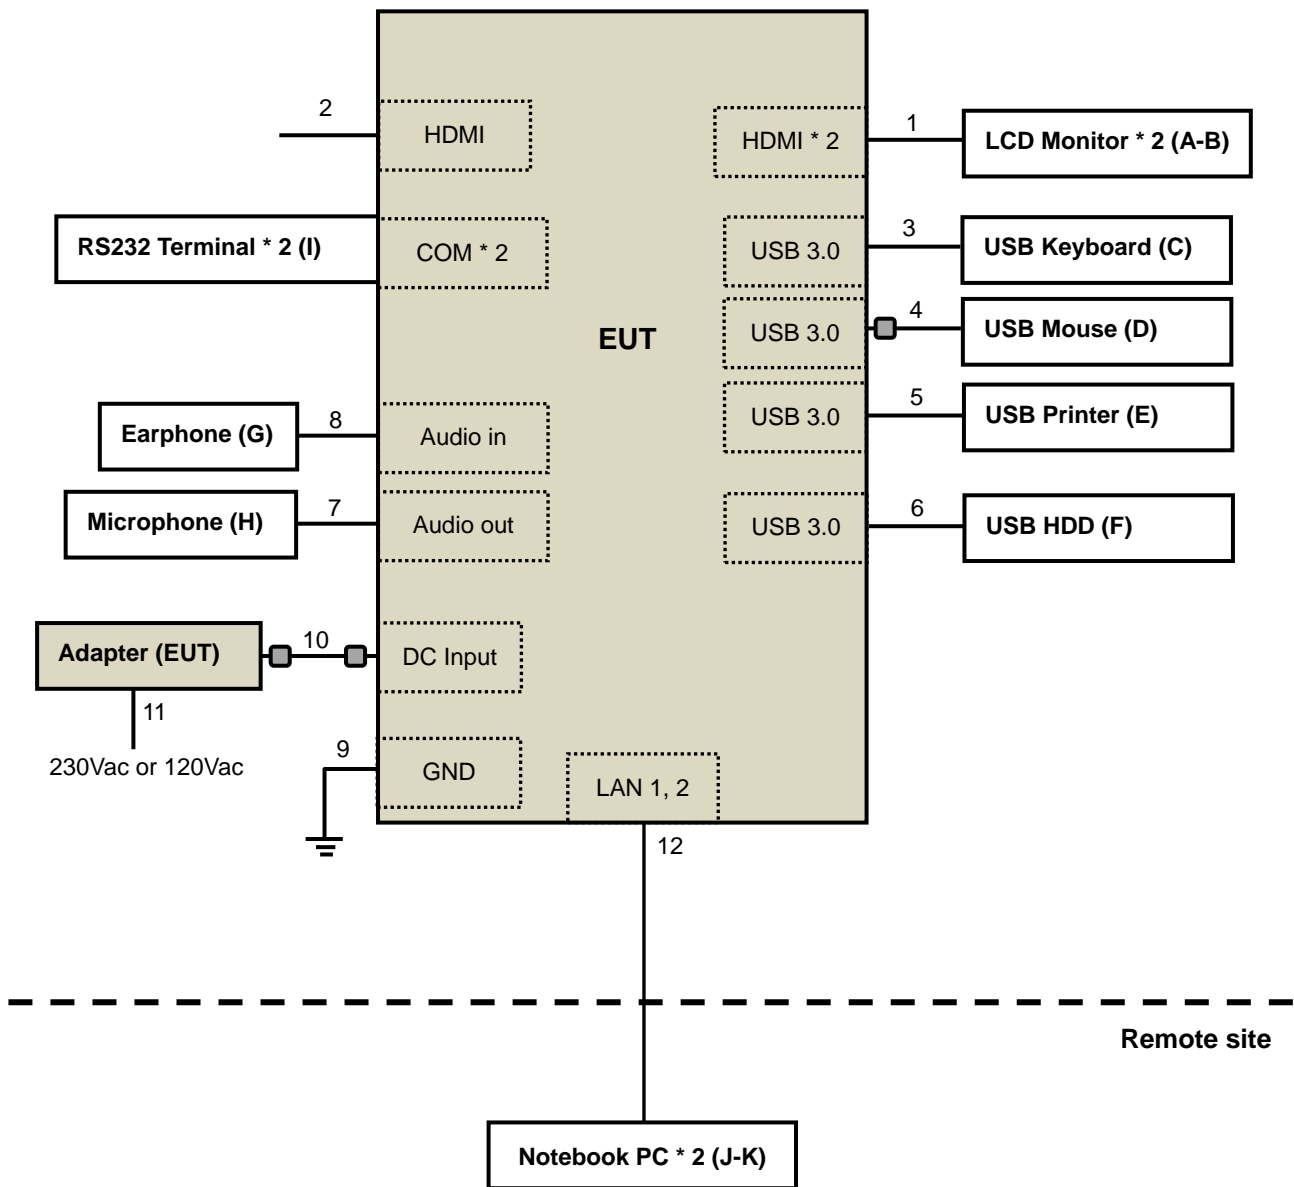 2
HDMI
HDMI * 2
1
LCD Monitor * 2 (A-B)
RS232 Terminal * 2 (I)
COM * 2
USB 3.0
3
USB Keyboard (C)
EUT
USB 3.0
4
USB Mouse (D)
Earphone (G)
8
Audio in
USB 3.0
5
USB Printer (E)
Microphone (H)
7
Audio out
USB 3.0
6
USB HDD (F)
Adapter (EUT)
10
DC Input
11
230Vac or 120Vac
9
GND
LAN 1, 2
12
Remote site
Notebook PC * 2 (J-K)